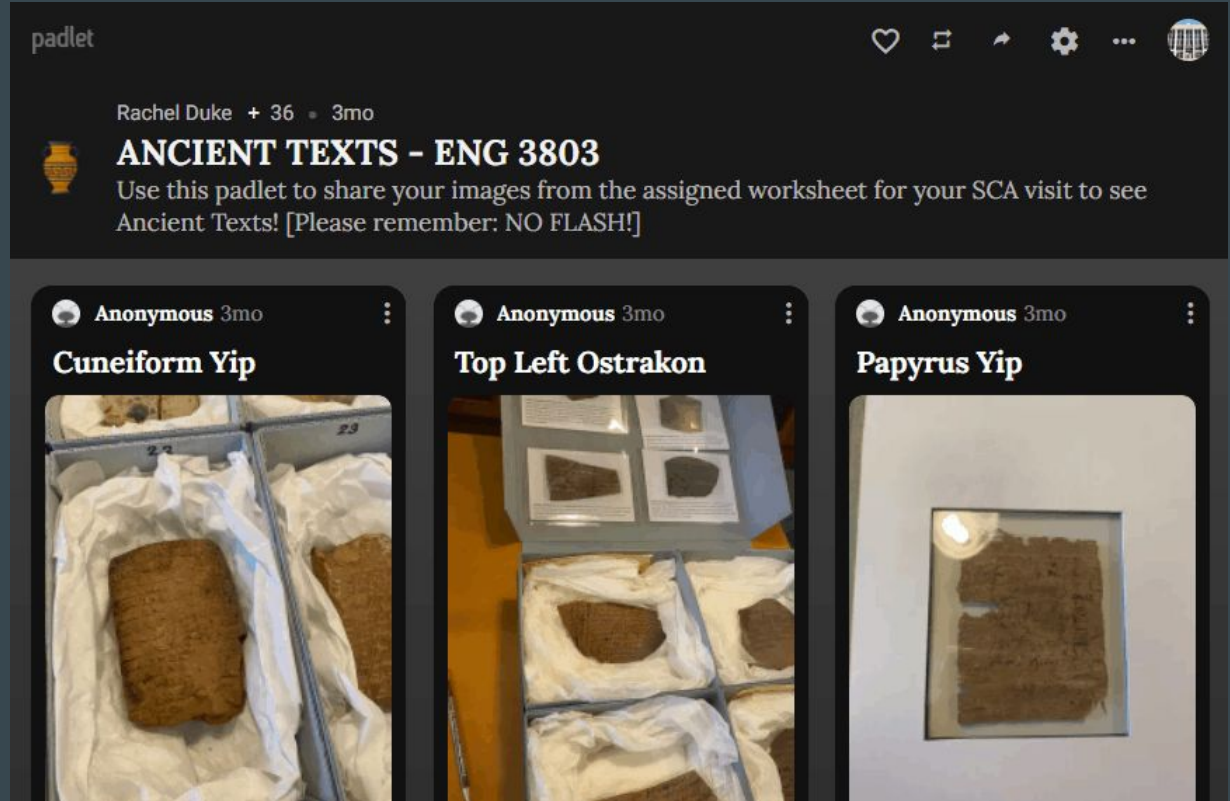 padlet
Rachel Duke + 36 • 3mo
ANCIENT TEXTS - ENG 3803
Use this padlet to share your images from the assigned worksheet for your SCA visit to see
Ancient Texts! [Please remember: NO FLASH!]
Anonymous 3mo
Cuneiform Yip
23
23
Anonymous 3mo
Top Left Ostrakon
Anonymous 3mo
Papyrus Yip